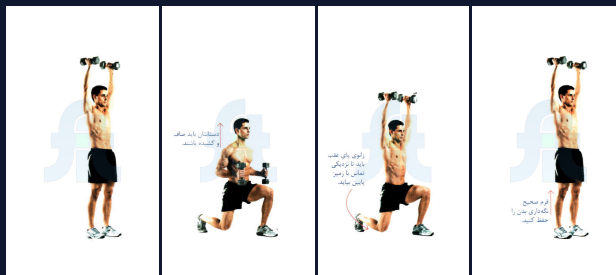 دستانتان باید صاف
و کشیده باشند.
زانوی پای عقب
باید تا نزدیکی
تماس با زمین
پایین بیاید.
فرم صحیح
نگه‌داری بدن را
حفظ کنید.